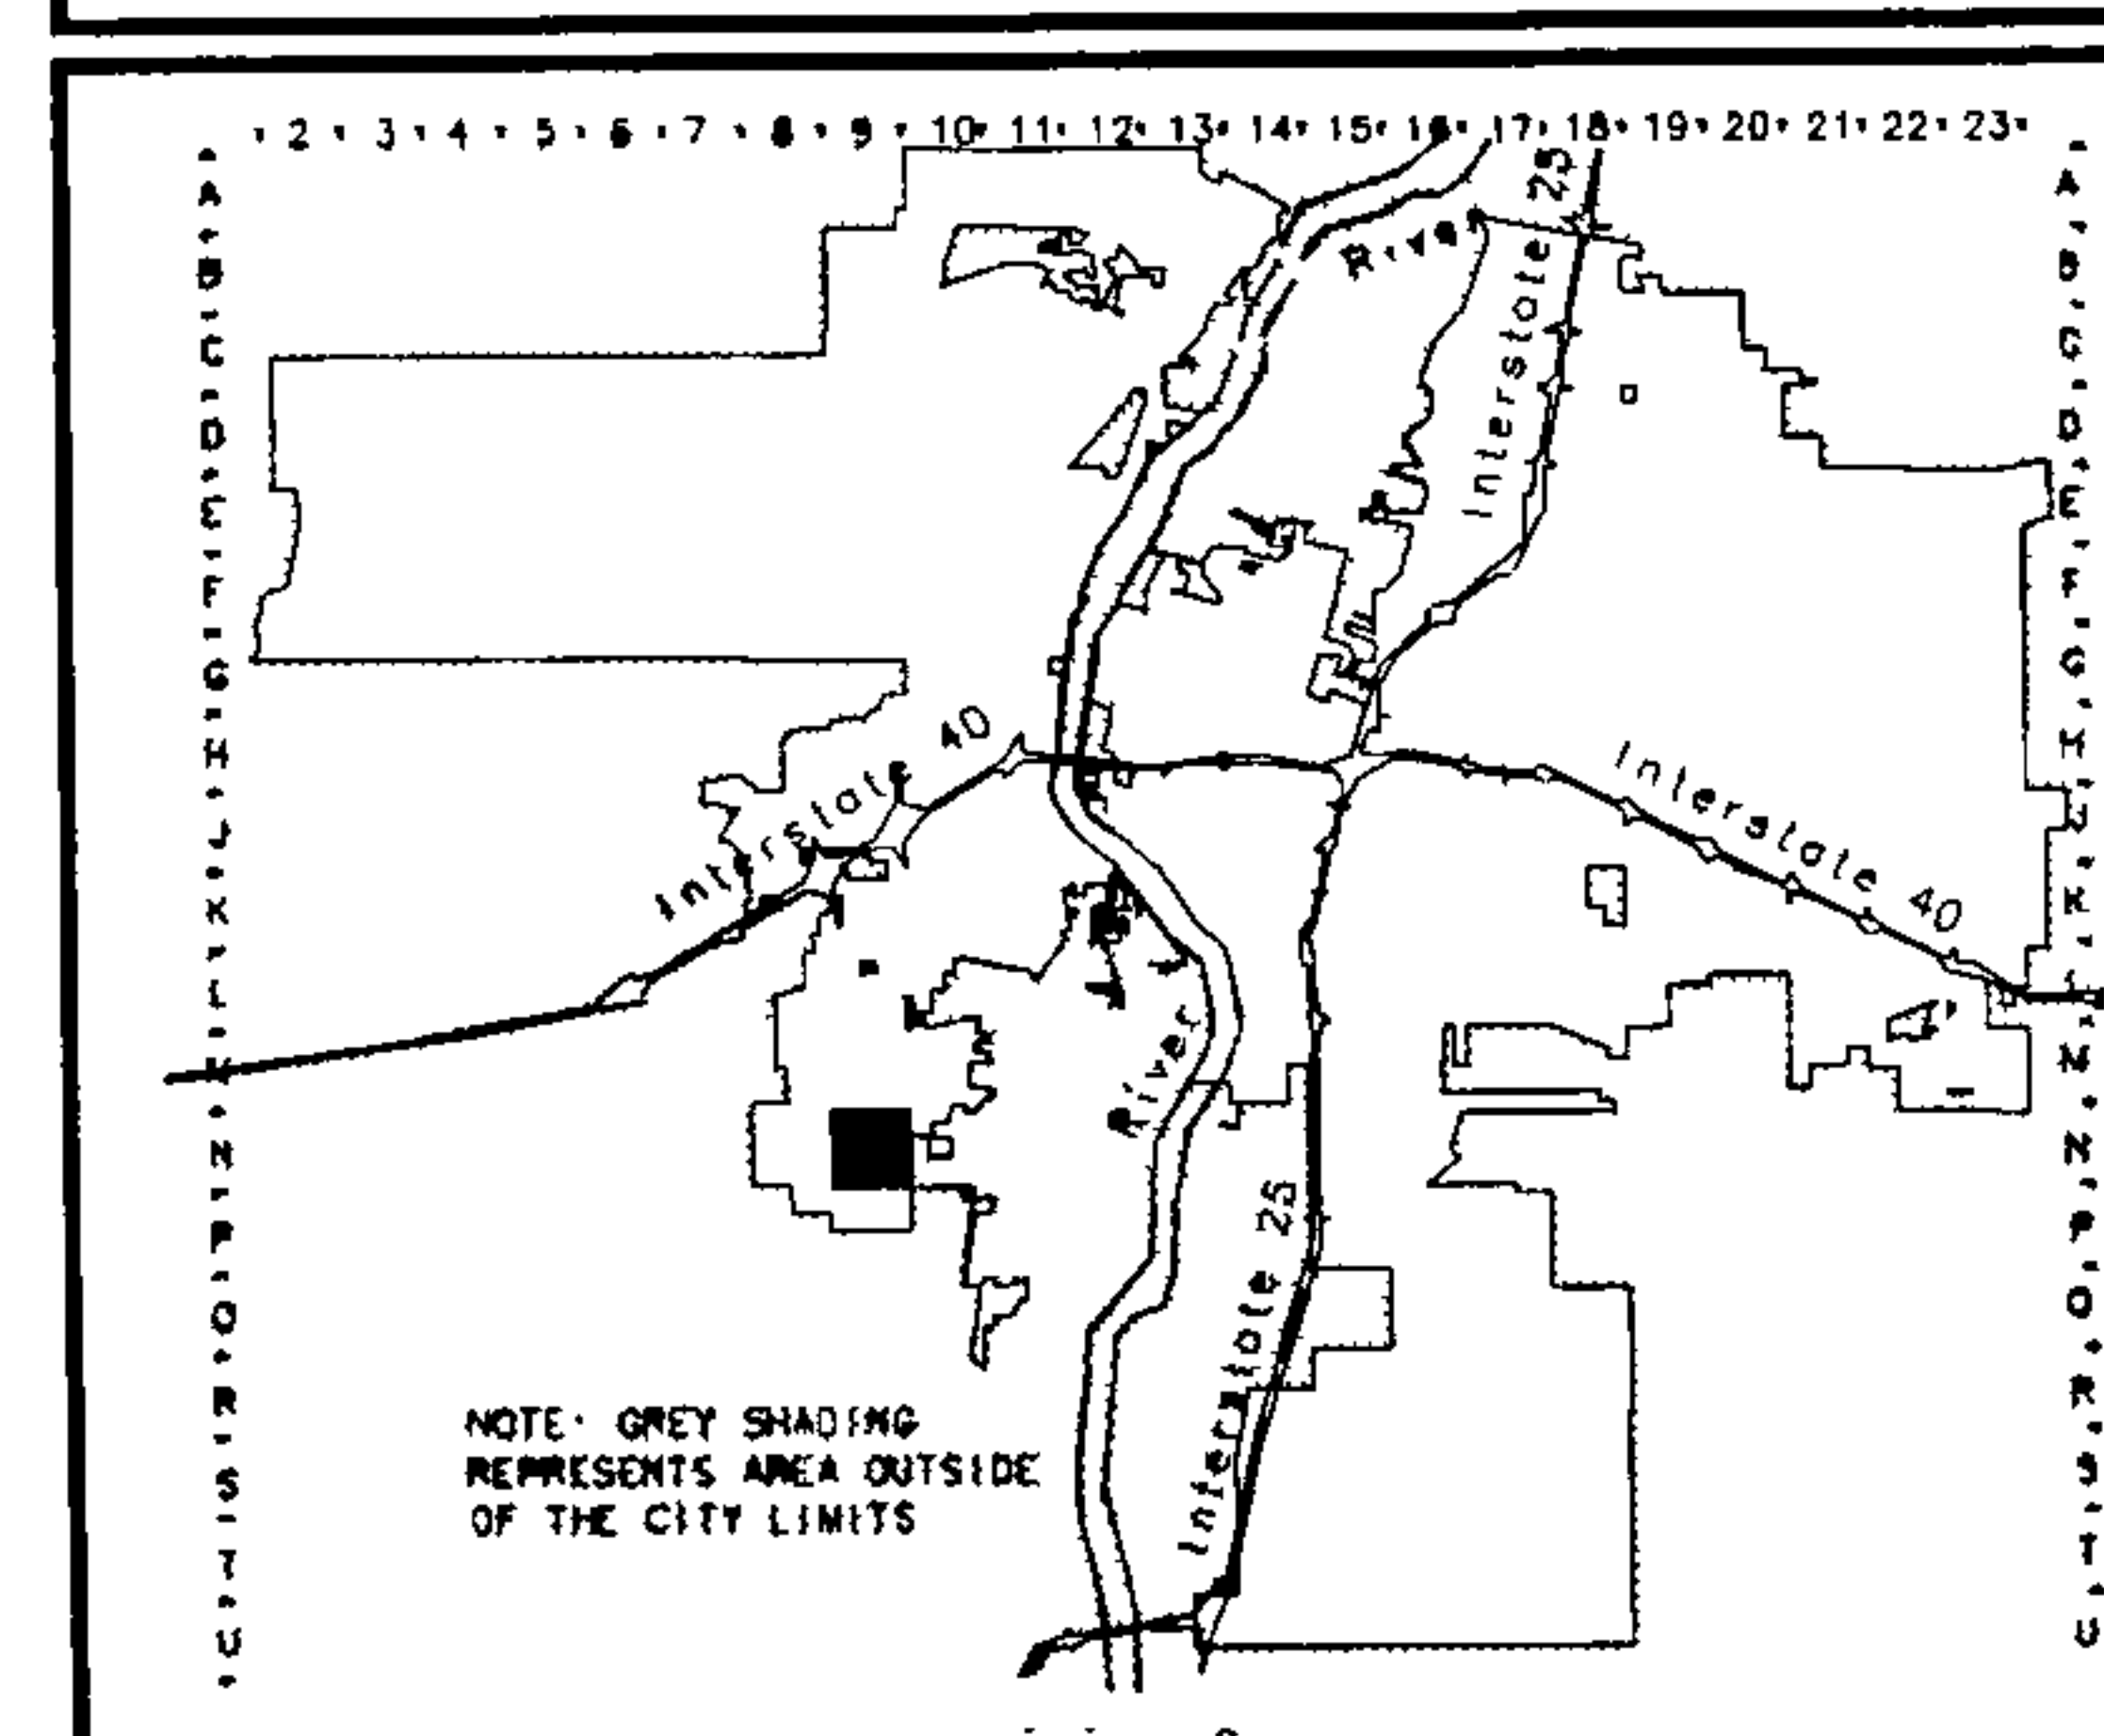 2 3 4 5 6 7 8 9 10 11 12 13 14 15 16 17 18 19 20 21 22 23
A A
B B
C C
D D
E E
F F
G G
H H
J J
K K
L L
M M
N N
P P
Q Q
R R
S S
T T
U U
River
Interstate 25
Interstate 40
Interstate 40
River
Interstate 25
NOTE: GREY SHADING
REPRESENTS AREA OUTSIDE
OF THE CITY LIMITS